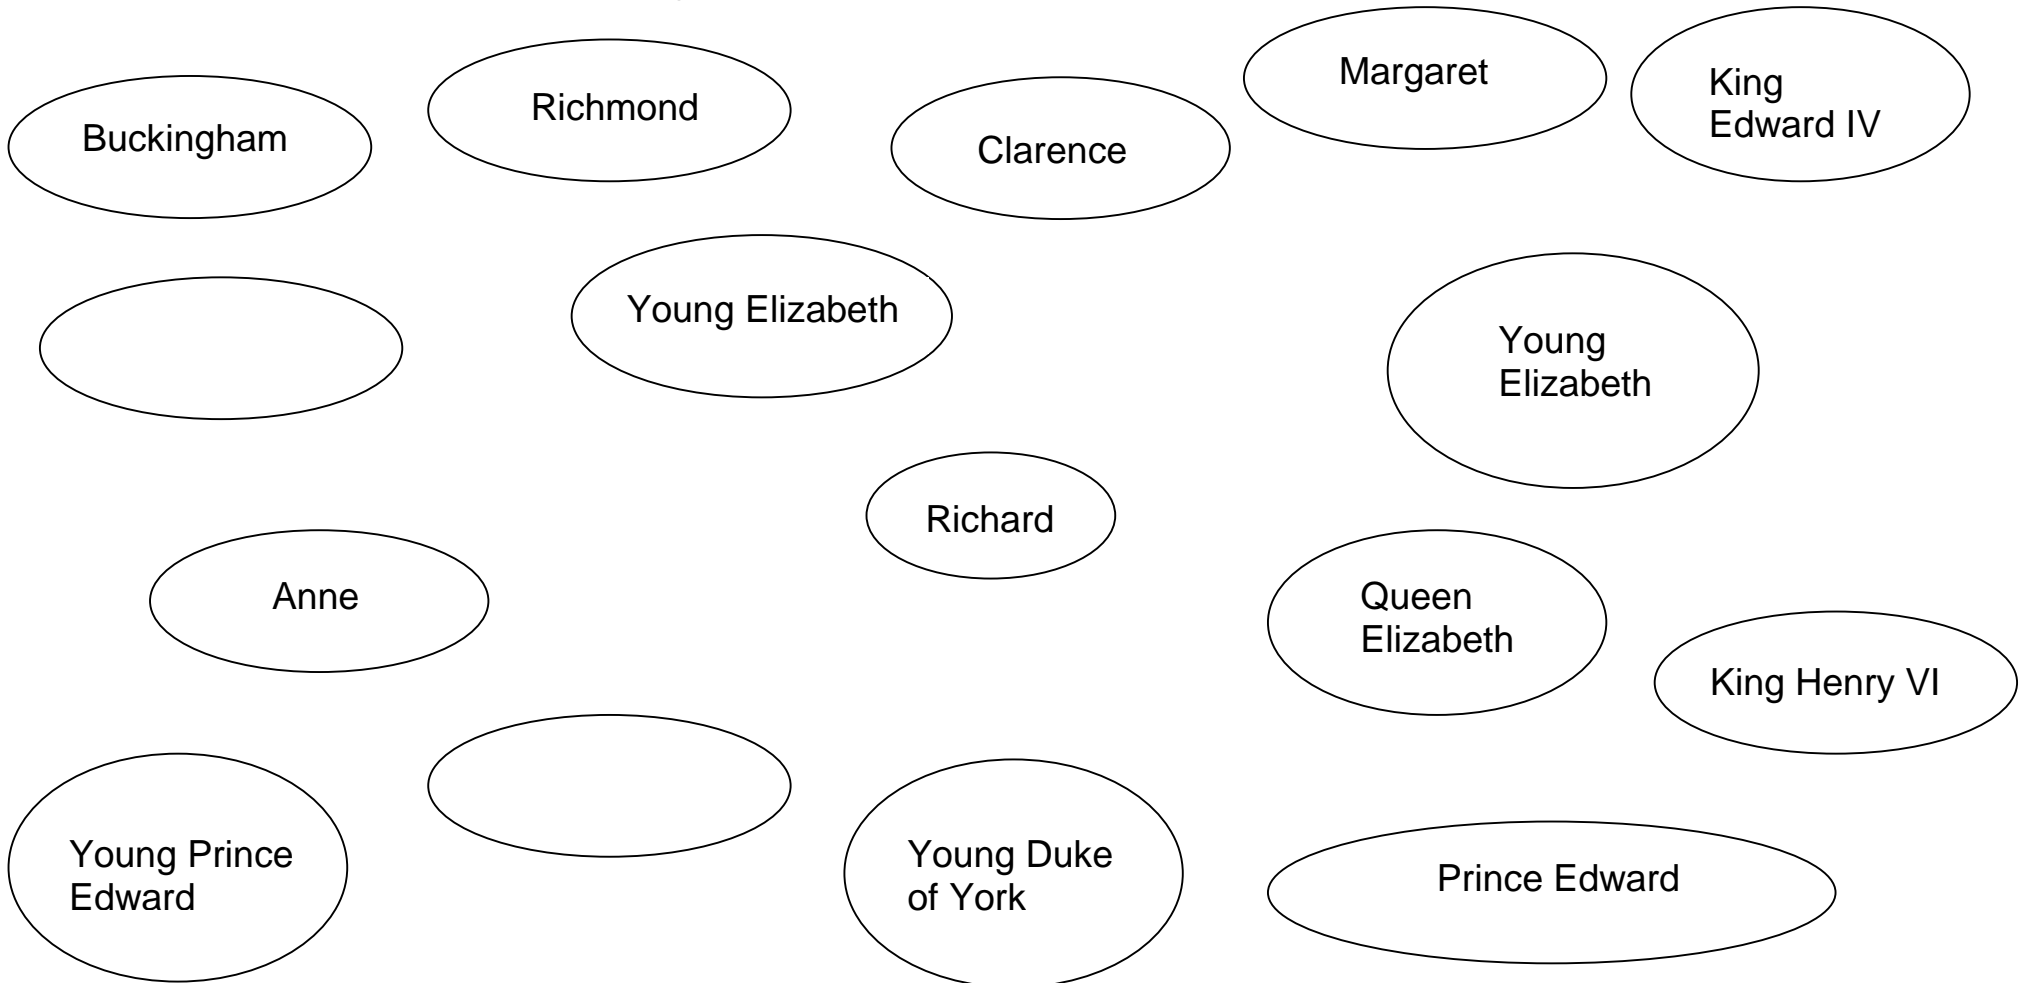 Margaret
King
Edward IV
Richmond
Buckingham
Clarence
Young Elizabeth
Young
Elizabeth
Richard
Anne
Queen
Elizabeth
King Henry VI
Young Prince
Edward
Young Duke
of York
Prince Edward